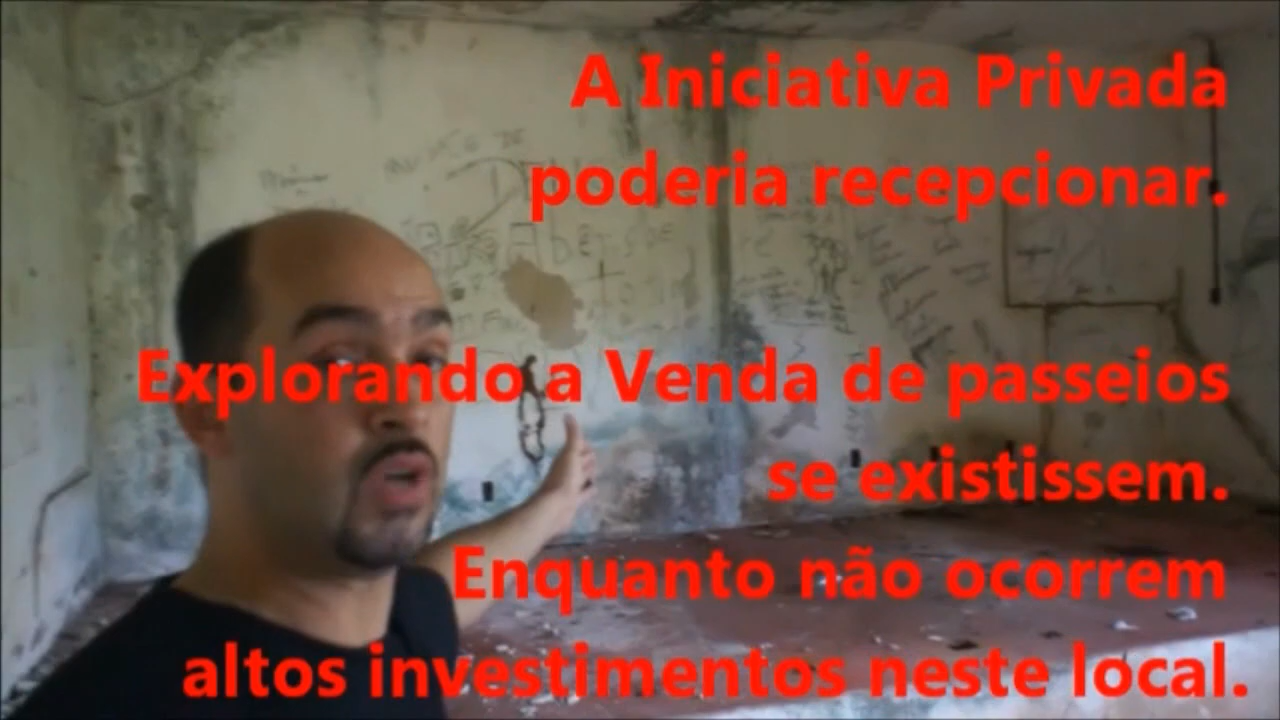 A Iniciativa Privada
poderia recepcionar.
Explorando a Venda de passeios
se existissem.
Enquanto não ocorrem
altos investimentos neste local.